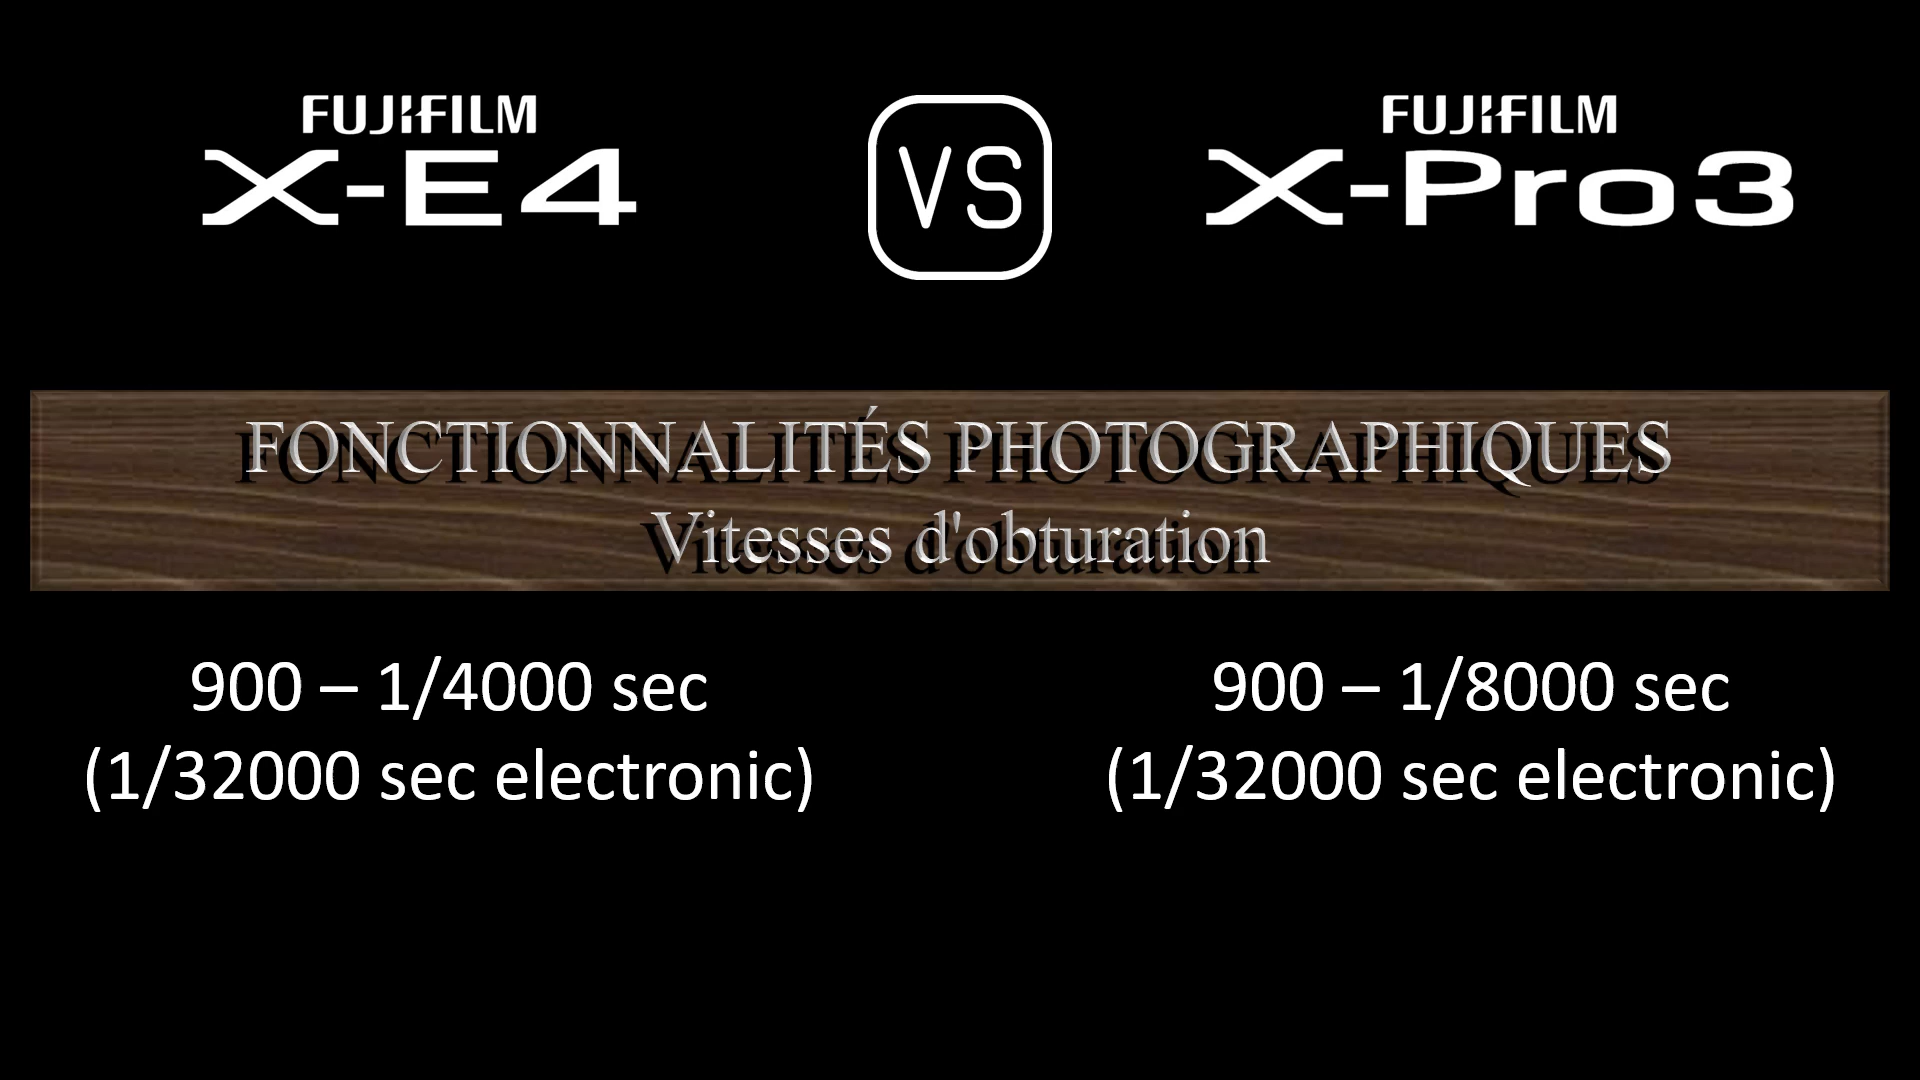 FUJIFILM
X-E4
VS
FUJIFILM
X-Pro3
FONCTIONNALITÉS PHOTOGRAPHIQUES
Vitesses d'obturation
900 – 1/4000 sec
(1/32000 sec electronic)
900 – 1/8000 sec
(1/32000 sec electronic)